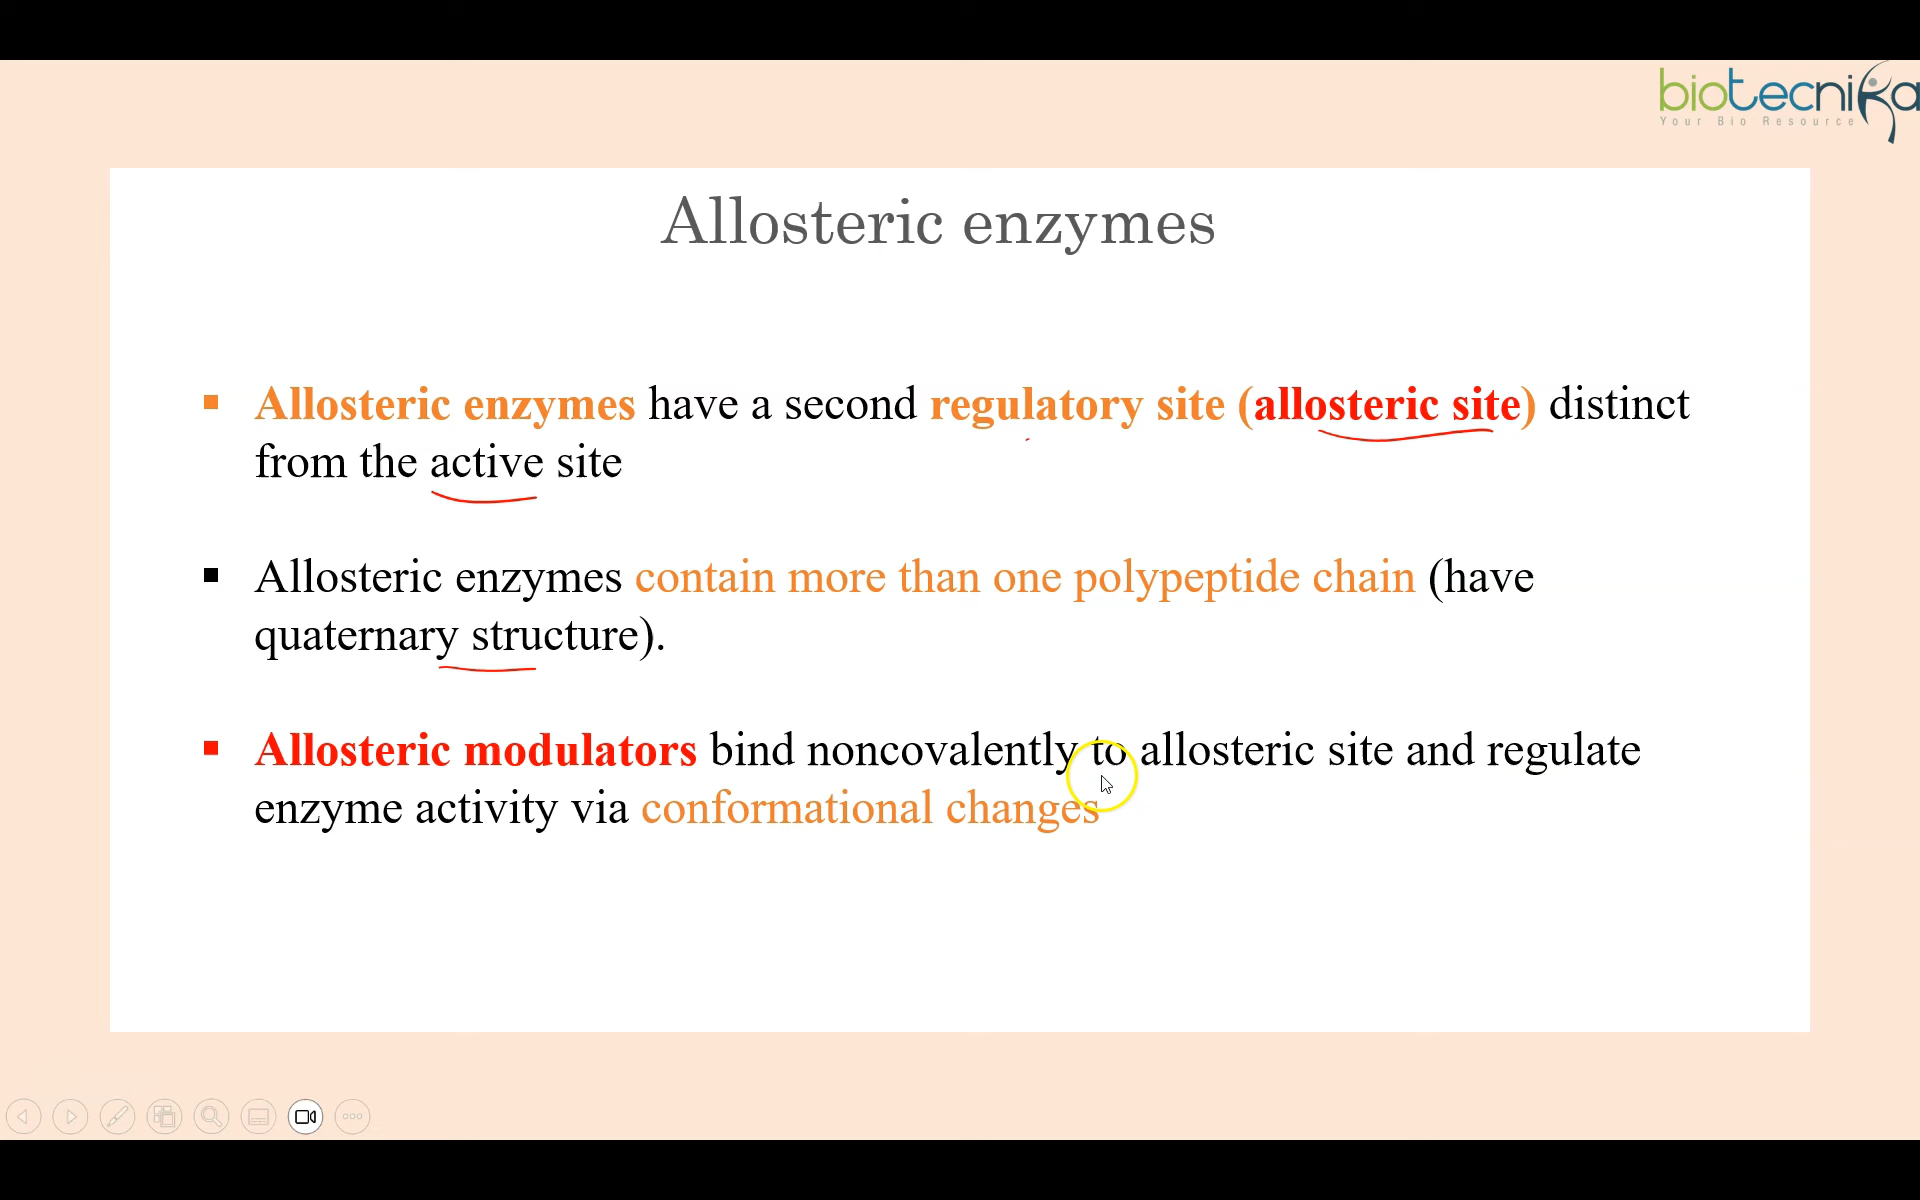 biotecnika
Your Bio Resource
Allosteric enzymes
▪ Allosteric enzymes have a second regulatory site (allosteric site) distinct
from the active site
▪ Allosteric enzymes contain more than one polypeptide chain (have
quaternary structure).
▪ Allosteric modulators bind noncovalently to allosteric site and regulate
enzyme activity via conformational changes